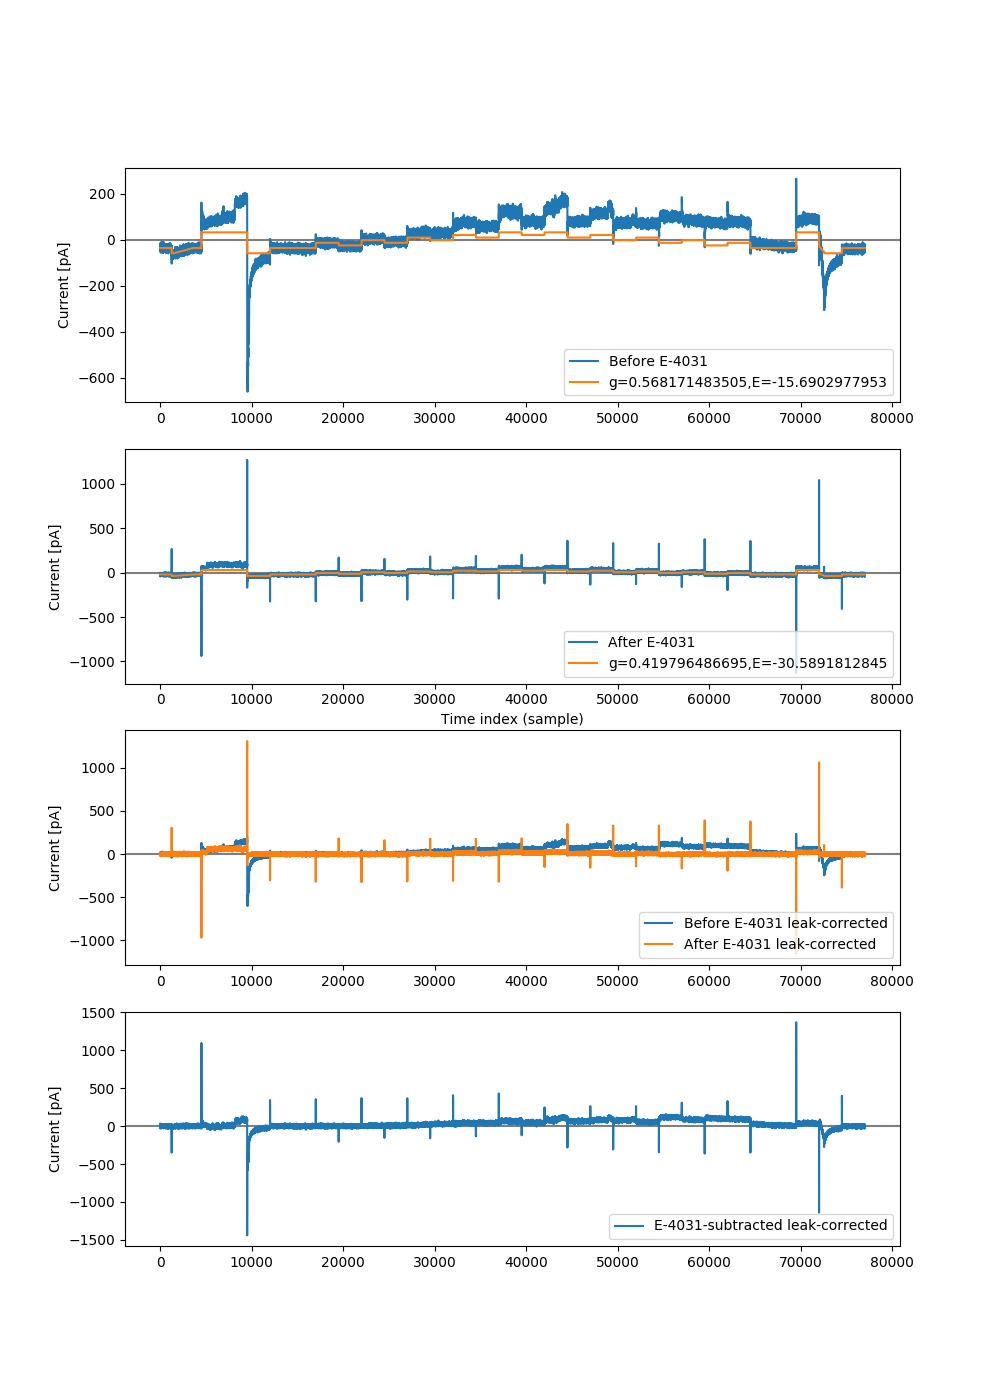 200
0
−200
−400
−600
Current [pA]
Before E-4031
g=0.568171483505,E=-15.6902977953
0 10000 20000 30000 40000 50000 60000 70000 80000
1000
500
0
−500
−1000
Current [pA]
After E-4031
g=0.419796486695,E=-30.5891812845
0 10000 20000 30000 40000 50000 60000 70000 80000
Time index (sample)
1000
500
0
−500
−1000
Current [pA]
Before E-4031 leak-corrected
After E-4031 leak-corrected
0 10000 20000 30000 40000 50000 60000 70000 80000
1500
1000
500
0
−500
−1000
−1500
Current [pA]
E-4031-subtracted leak-corrected
0 10000 20000 30000 40000 50000 60000 70000 80000